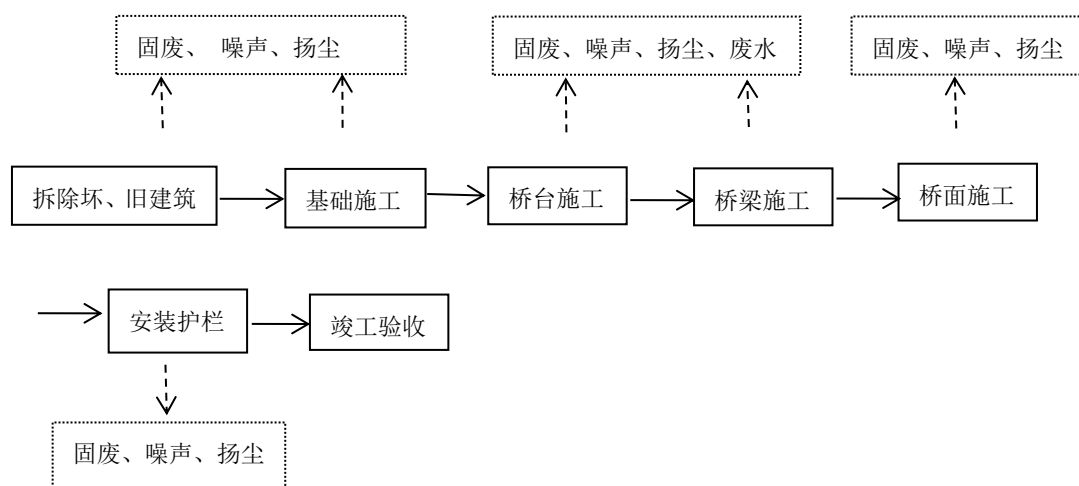 固废、 噪声、扬尘
固废、噪声、扬尘、废水
固废、噪声、扬尘
拆除坏、旧建筑
基础施工
桥台施工
桥梁施工
桥面施工
安装护栏
竣工验收
固废、噪声、扬尘